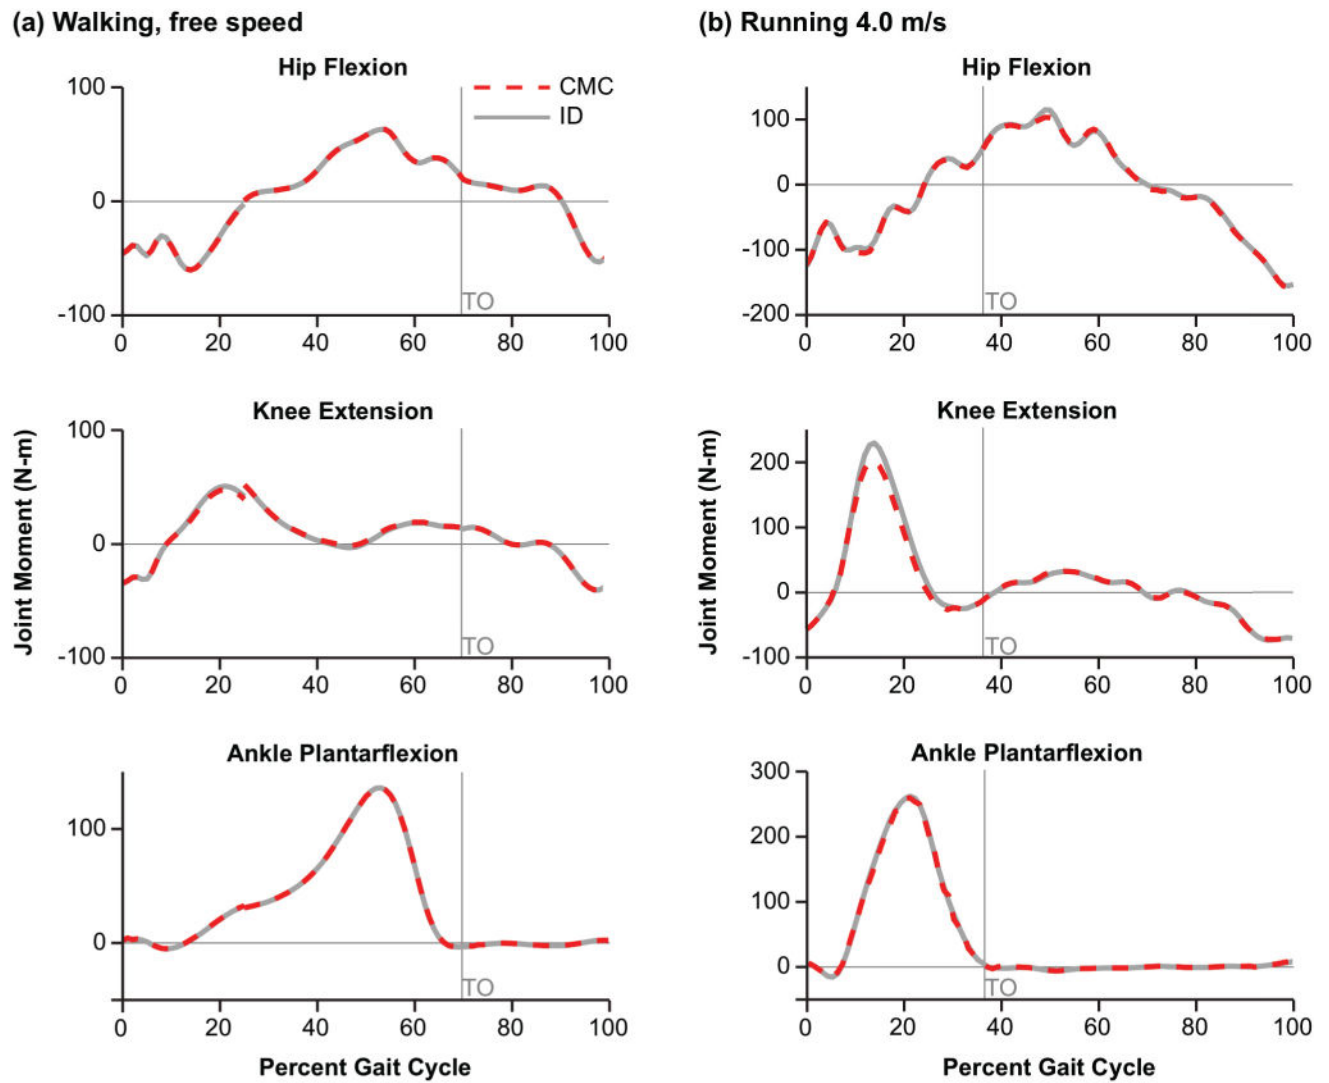 (a) Walking, free speed
(b) Running 4.0 m/s
Hip Flexion
CMC
ID
100
0
-100
TO
0 20 40 60 80 100
Hip Flexion
100
0
-100
-200
TO
0 20 40 60 80 100
Knee Extension
Joint Moment (N-m)
100
0
-100
TO
0 20 40 60 80 100
Knee Extension
Joint Moment (N-m)
200
100
0
-100
TO
0 20 40 60 80 100
Ankle Plantarflexion
100
0
TO
0 20 40 60 80 100
Percent Gait Cycle
Ankle Plantarflexion
300
200
100
0
TO
0 20 40 60 80 100
Percent Gait Cycle